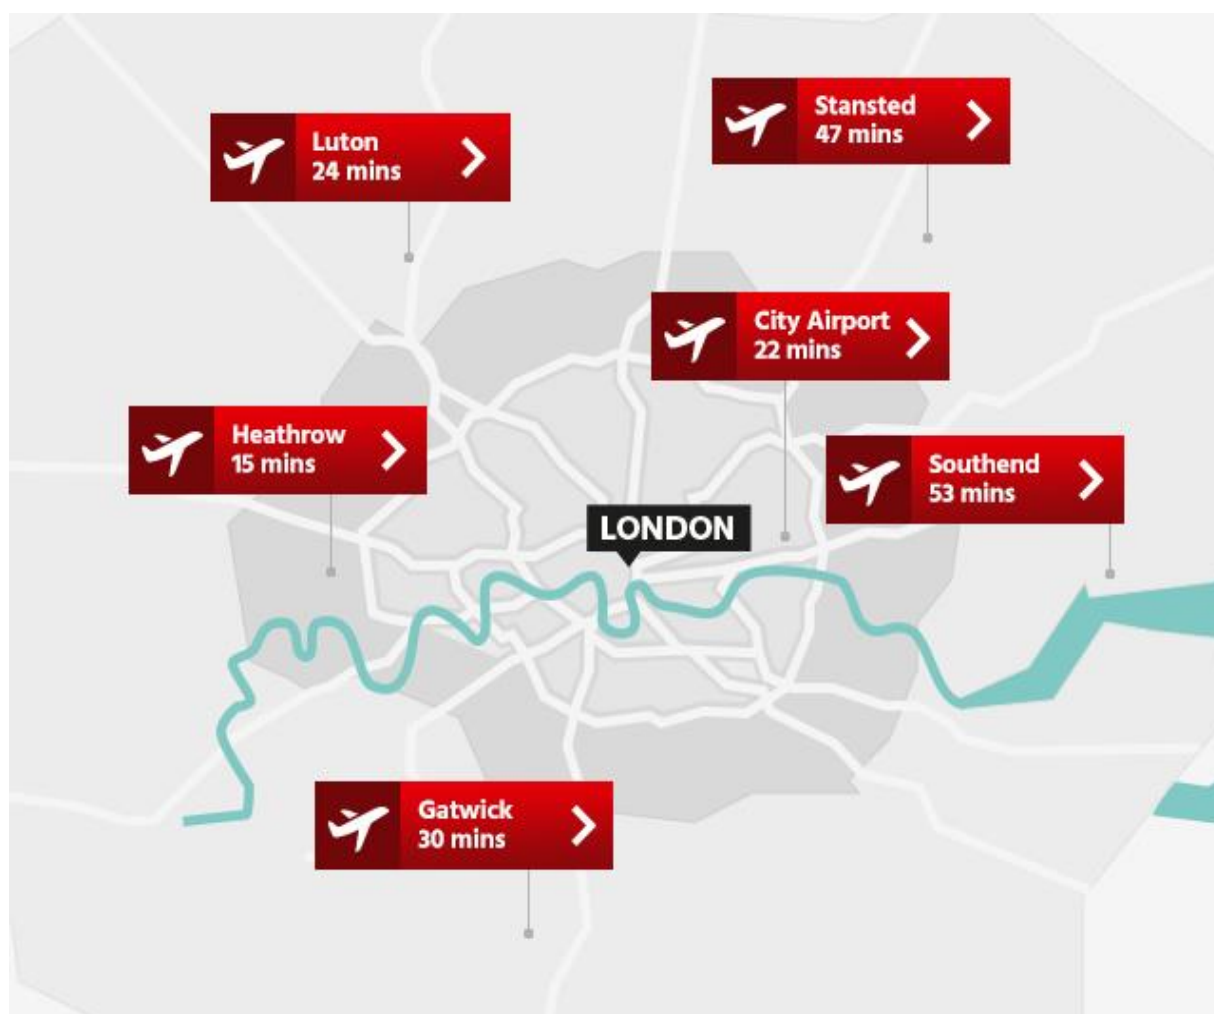 Luton
24 mins
Stansted
47 mins
City Airport
22 mins
Heathrow
15 mins
Southend
53 mins
LONDON
Gatwick
30 mins